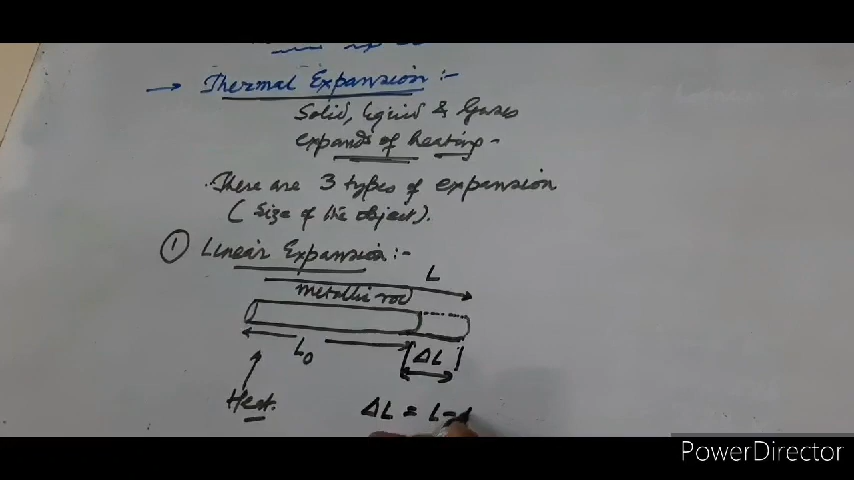 → Thermal Expansion :-
Solid, Liquid & Gases
expands of heating -
There are 3 types of expansion
( Size of the object).
① Linear Expansion :-
L
metallic rod
L₀
ΔL
Heat.
ΔL = L-
PowerDirector